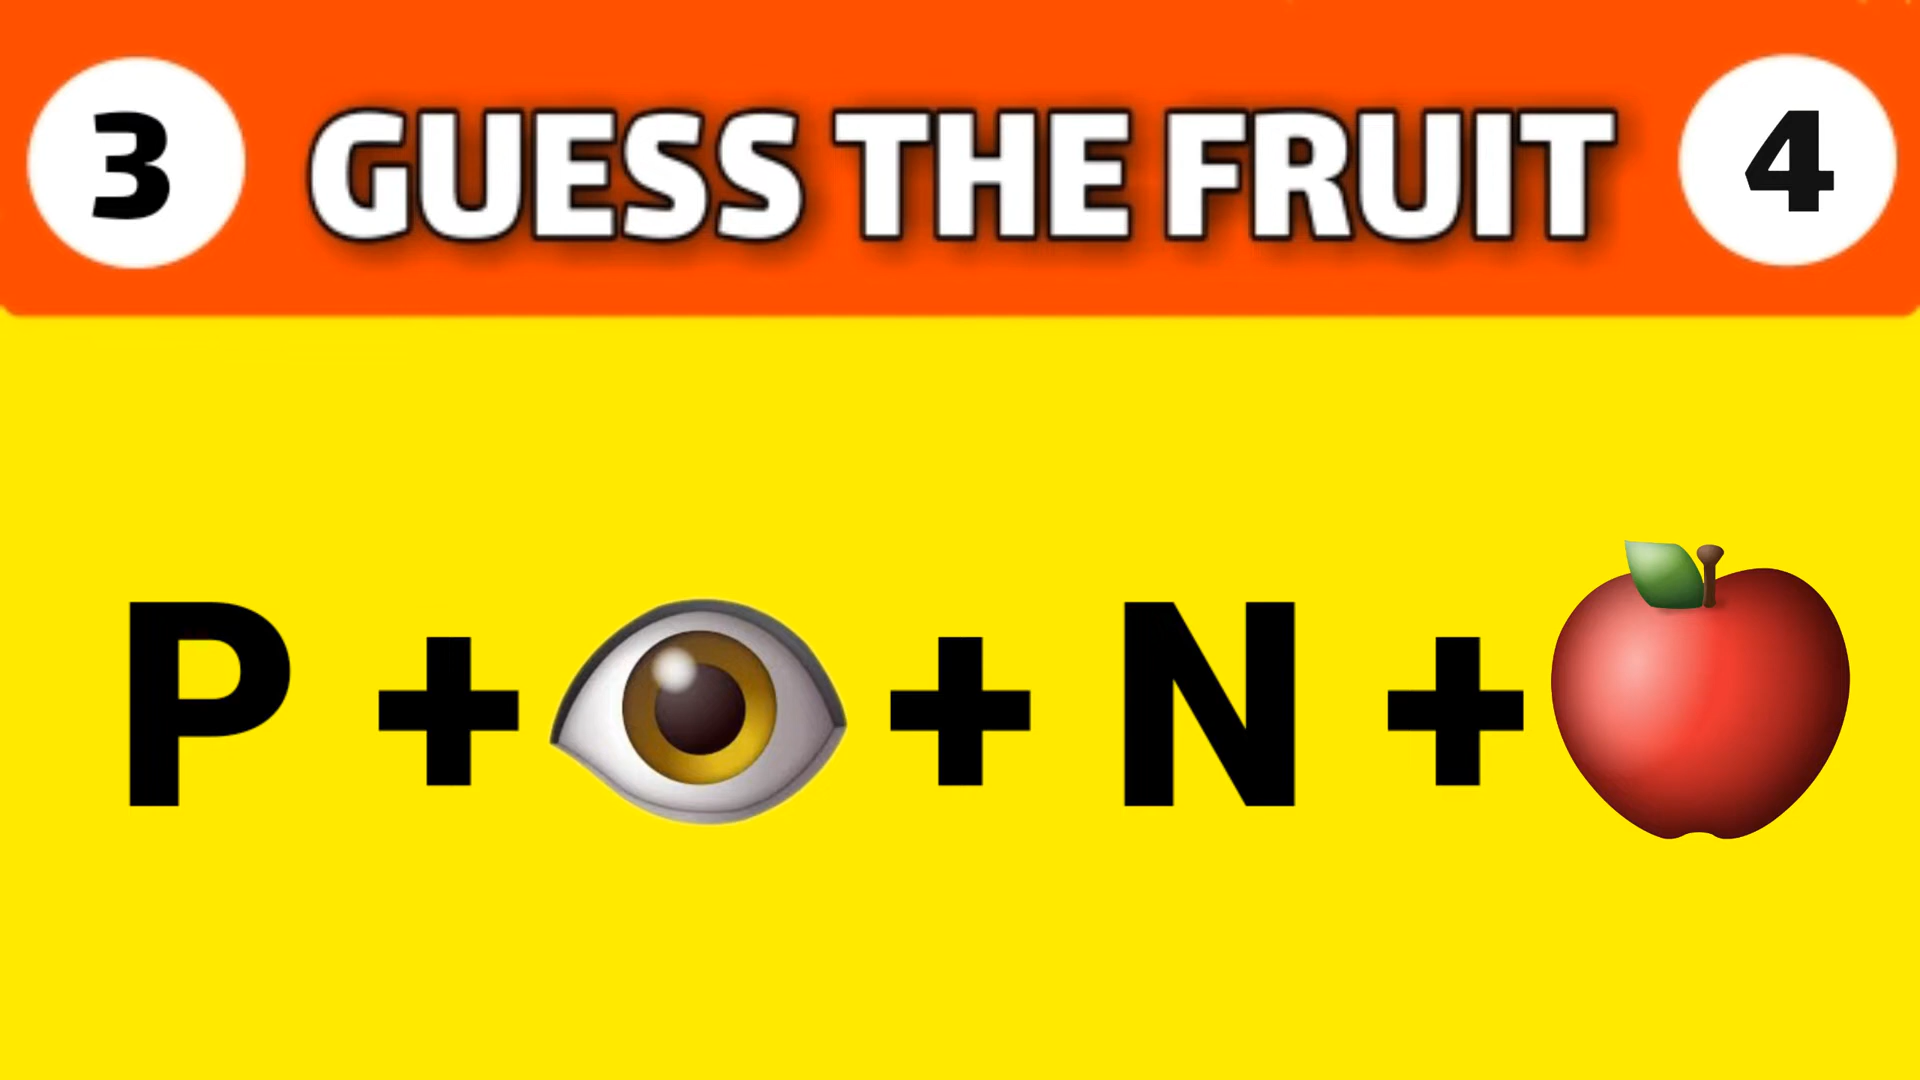 3 GUESS THE FRUIT 4
P + + N +